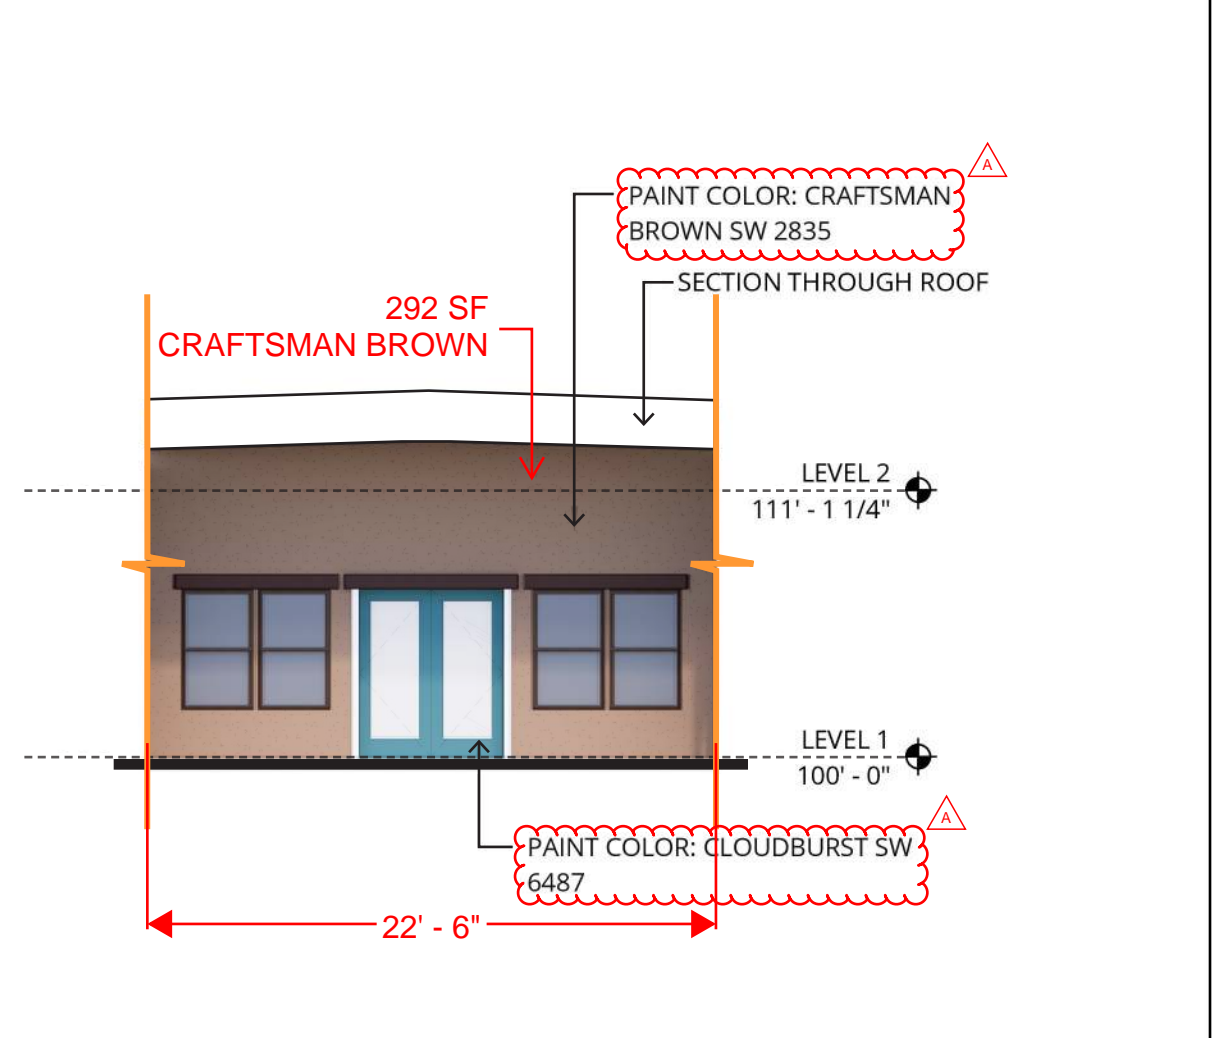 A
PAINT COLOR: CRAFTSMAN
BROWN SW 2835
SECTION THROUGH ROOF
292 SF
CRAFTSMAN BROWN
LEVEL 2
111' - 1 1/4"
LEVEL 1
100' - 0"
A
PAINT COLOR: CLOUDBURST SW
6487
22' - 6"